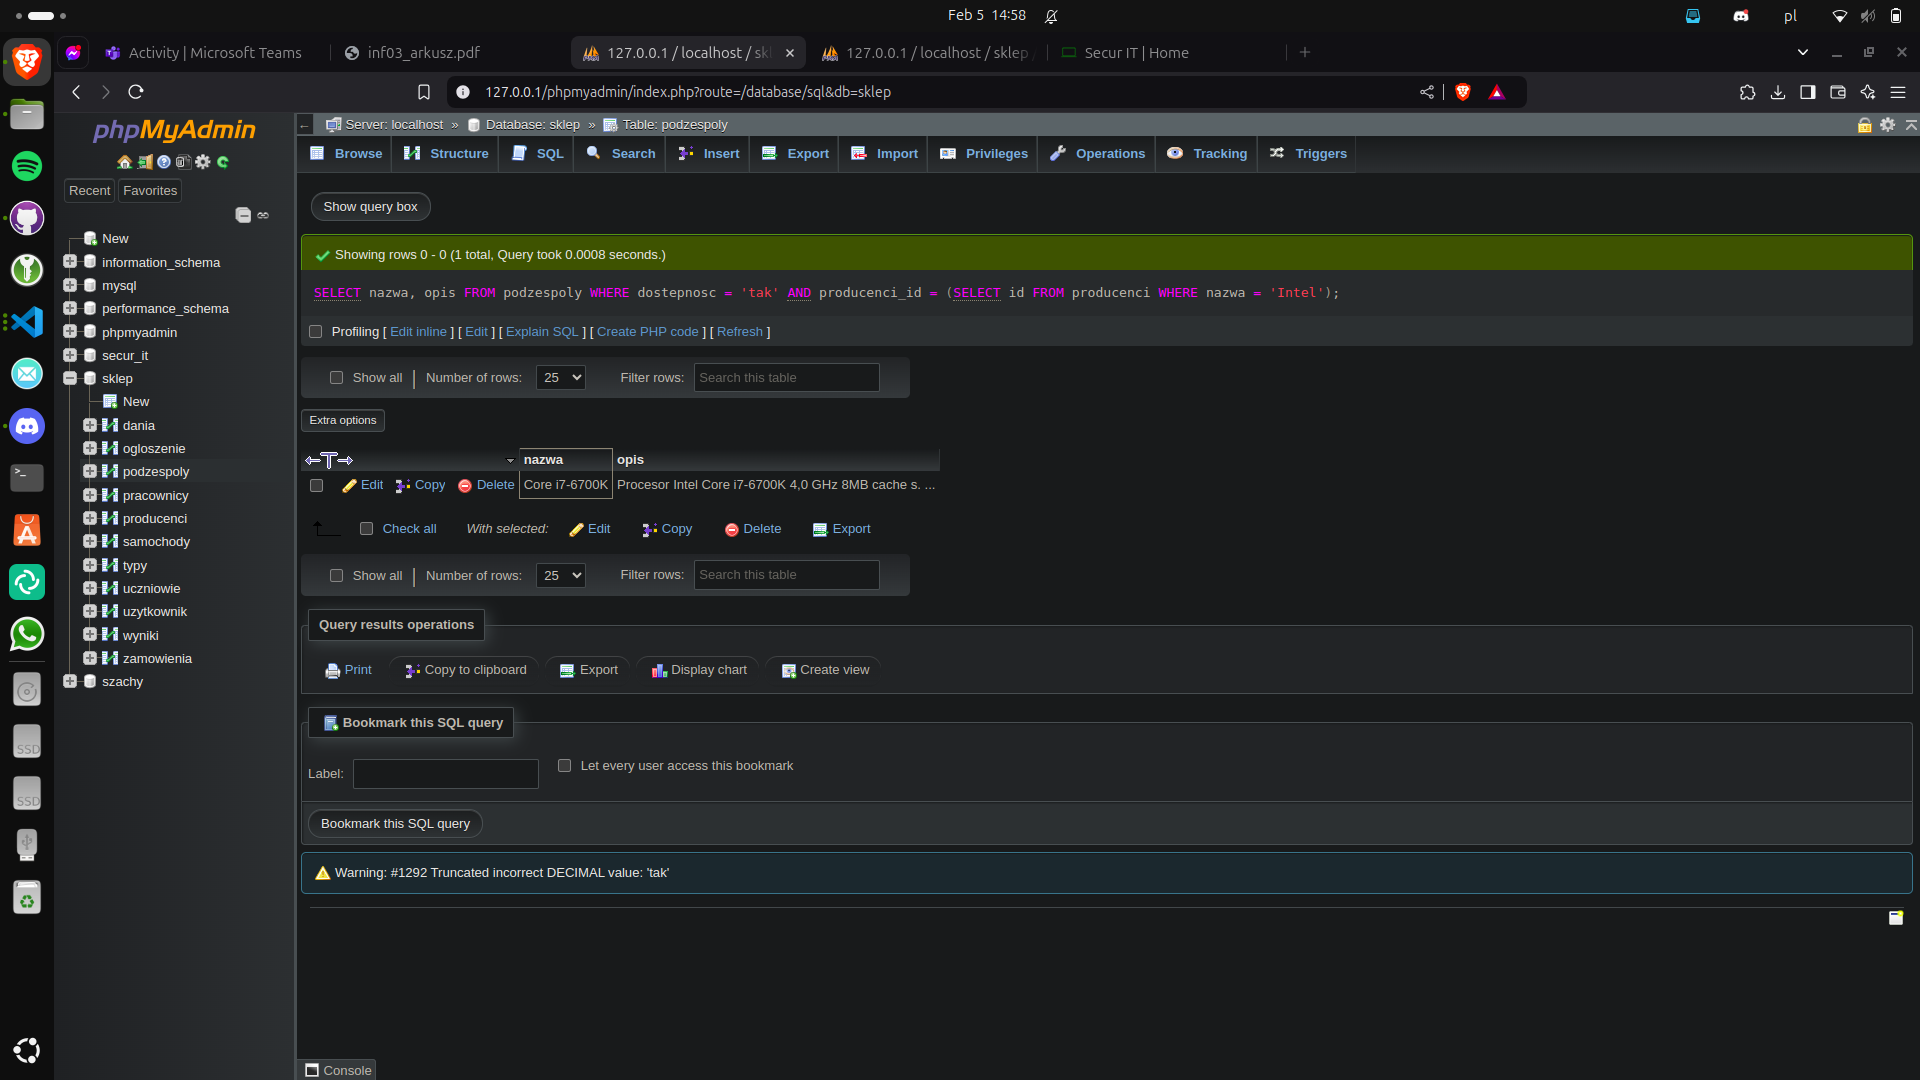 Feb 5 14:58
pl
Activity | Microsoft Teams
inf03_arkusz.pdf
127.0.0.1 / localhost / skl
127.0.0.1 / localhost / sklep /
Secur IT | Home
127.0.0.1/phpmyadmin/index.php?route=/database/sql&db=sklep
phpMyAdmin
Recent
Favorites
New
information_schema
mysql
performance_schema
phpmyadmin
secur_it
sklep
New
dania
ogloszenie
podzespoly
pracownicy
producenci
samochody
typy
uczniowie
uzytkownik
wyniki
zamowienia
szachy
SSD
SSD
Server: localhost » Database: sklep » Table: podzespoly
Browse Structure SQL Search Insert Export Import Privileges Operations Tracking Triggers
Show query box
Showing rows 0 - 0 (1 total, Query took 0.0008 seconds.)
SELECT nazwa, opis FROM podzespoly WHERE dostepnosc = 'tak' AND producenci_id = (SELECT id FROM producenci WHERE nazwa = 'Intel');
Profiling [ Edit inline ] [ Edit ] [ Explain SQL ] [ Create PHP code ] [ Refresh ]
Show all Number of rows: 25 Filter rows: Search this table
Extra options
nazwa opis
Edit Copy Delete Core i7-6700K Procesor Intel Core i7-6700K 4,0 GHz 8MB cache s. ...
Check all With selected: Edit Copy Delete Export
Show all Number of rows: 25 Filter rows: Search this table
Query results operations
Print Copy to clipboard Export Display chart Create view
Bookmark this SQL query
Label: Let every user access this bookmark
Bookmark this SQL query
Warning: #1292 Truncated incorrect DECIMAL value: 'tak'
Console